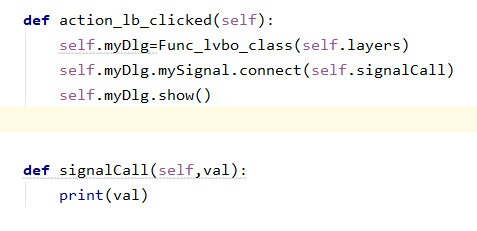 def action_lb_clicked(self):
self.myDlg=Func_lvbo_class(self.layers)
self.myDlg.mySignal.connect(self.signalCall)
self.myDlg.show()
def signalCall(self,val):
print(val)